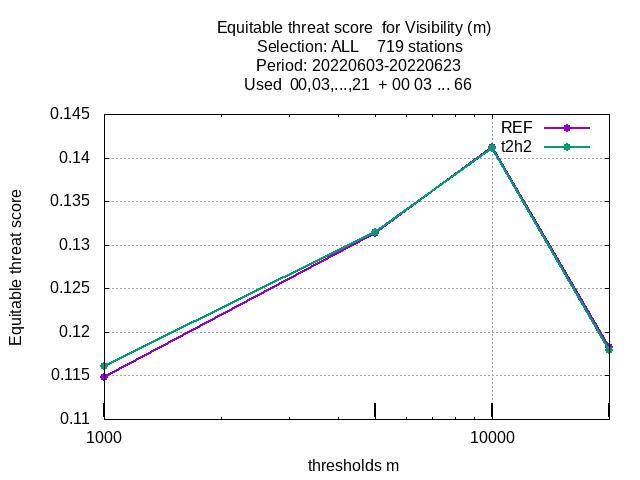 Equitable threat score  for Visibility (m)
Selection: ALL    719 stations
Period: 20220603-20220623
Used  00,03,...,21  + 00 03 ... 66
0.145
0.14
0.135
0.13
0.125
0.12
0.115
0.11
Equitable threat score
REF
t2h2
1000
10000
thresholds m